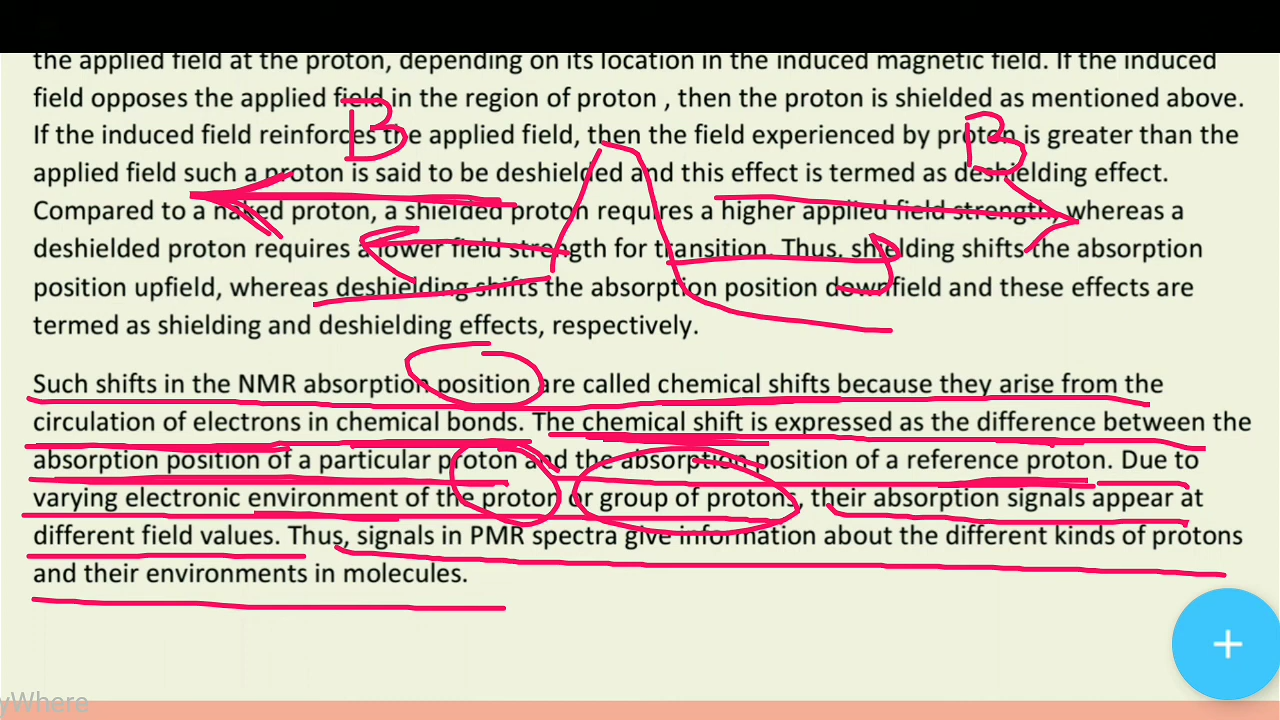 the applied field at the proton, depending on its location in the induced magnetic field. If the induced
field opposes the applied field in the region of proton , then the proton is shielded as mentioned above.
If the induced field reinforces the applied field, then the field experienced by proton is greater than the
applied field such a proton is said to be deshielded and this effect is termed as deshielding effect.
Compared to a naked proton, a shielded proton requires a higher applied field strength, whereas a
deshielded proton requires a lower field strength for transition. Thus, shielding shifts the absorption
position upfield, whereas deshielding shifts the absorption position downfield and these effects are
termed as shielding and deshielding effects, respectively.
Such shifts in the NMR absorption position are called chemical shifts because they arise from the
circulation of electrons in chemical bonds. The chemical shift is expressed as the difference between the
absorption position of a particular proton and the absorption position of a reference proton. Due to
varying electronic environment of the proton or group of protons, their absorption signals appear at
different field values. Thus, signals in PMR spectra give information about the different kinds of protons
and their environments in molecules.
B
B
yWhere